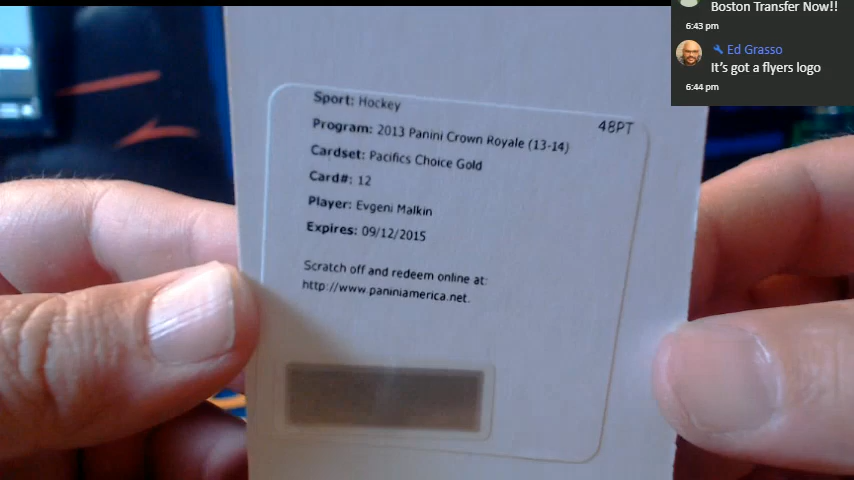 Boston Transfer Now!!
6:43 pm
Ed Grasso
It's got a flyers logo
6:44 pm
48PT
Sport: Hockey
Program: 2013 Panini Crown Royale (13-14)
Cardset: Pacifics Choice Gold
Card#: 12
Player: Evgeni Malkin
Expires: 09/12/2015
Scratch off and redeem online at:
http://www.paniniamerica.net.